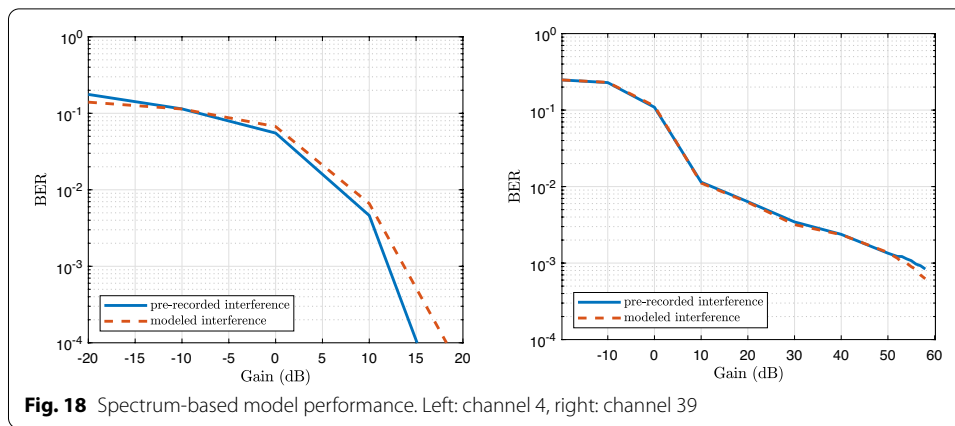 10^0
10^-1
10^-2
10^-3
10^-4
BER
pre-recorded interference
modeled interference
-20 -15 -10 -5 0 5 10 15 20
Gain (dB)
10^0
10^-1
10^-2
10^-3
10^-4
BER
pre-recorded interference
modeled interference
-10 0 10 20 30 40 50 60
Gain (dB)
Fig. 18 Spectrum-based model performance. Left: channel 4, right: channel 39